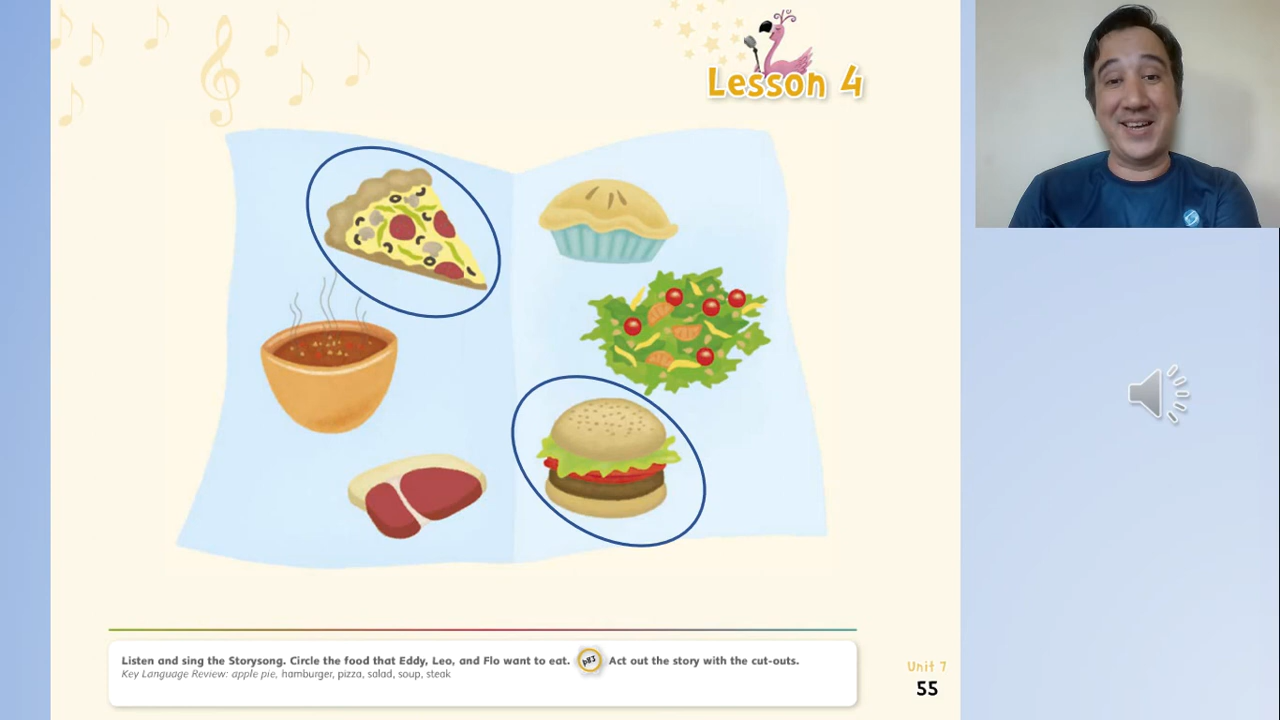 Lesson 4
Listen and sing the Storysong. Circle the food that Eddy, Leo, and Flo want to eat. Act out the story with the cut-outs.
Key Language Review: apple pie, hamburger, pizza, salad, soup, steak
Unit 7
55